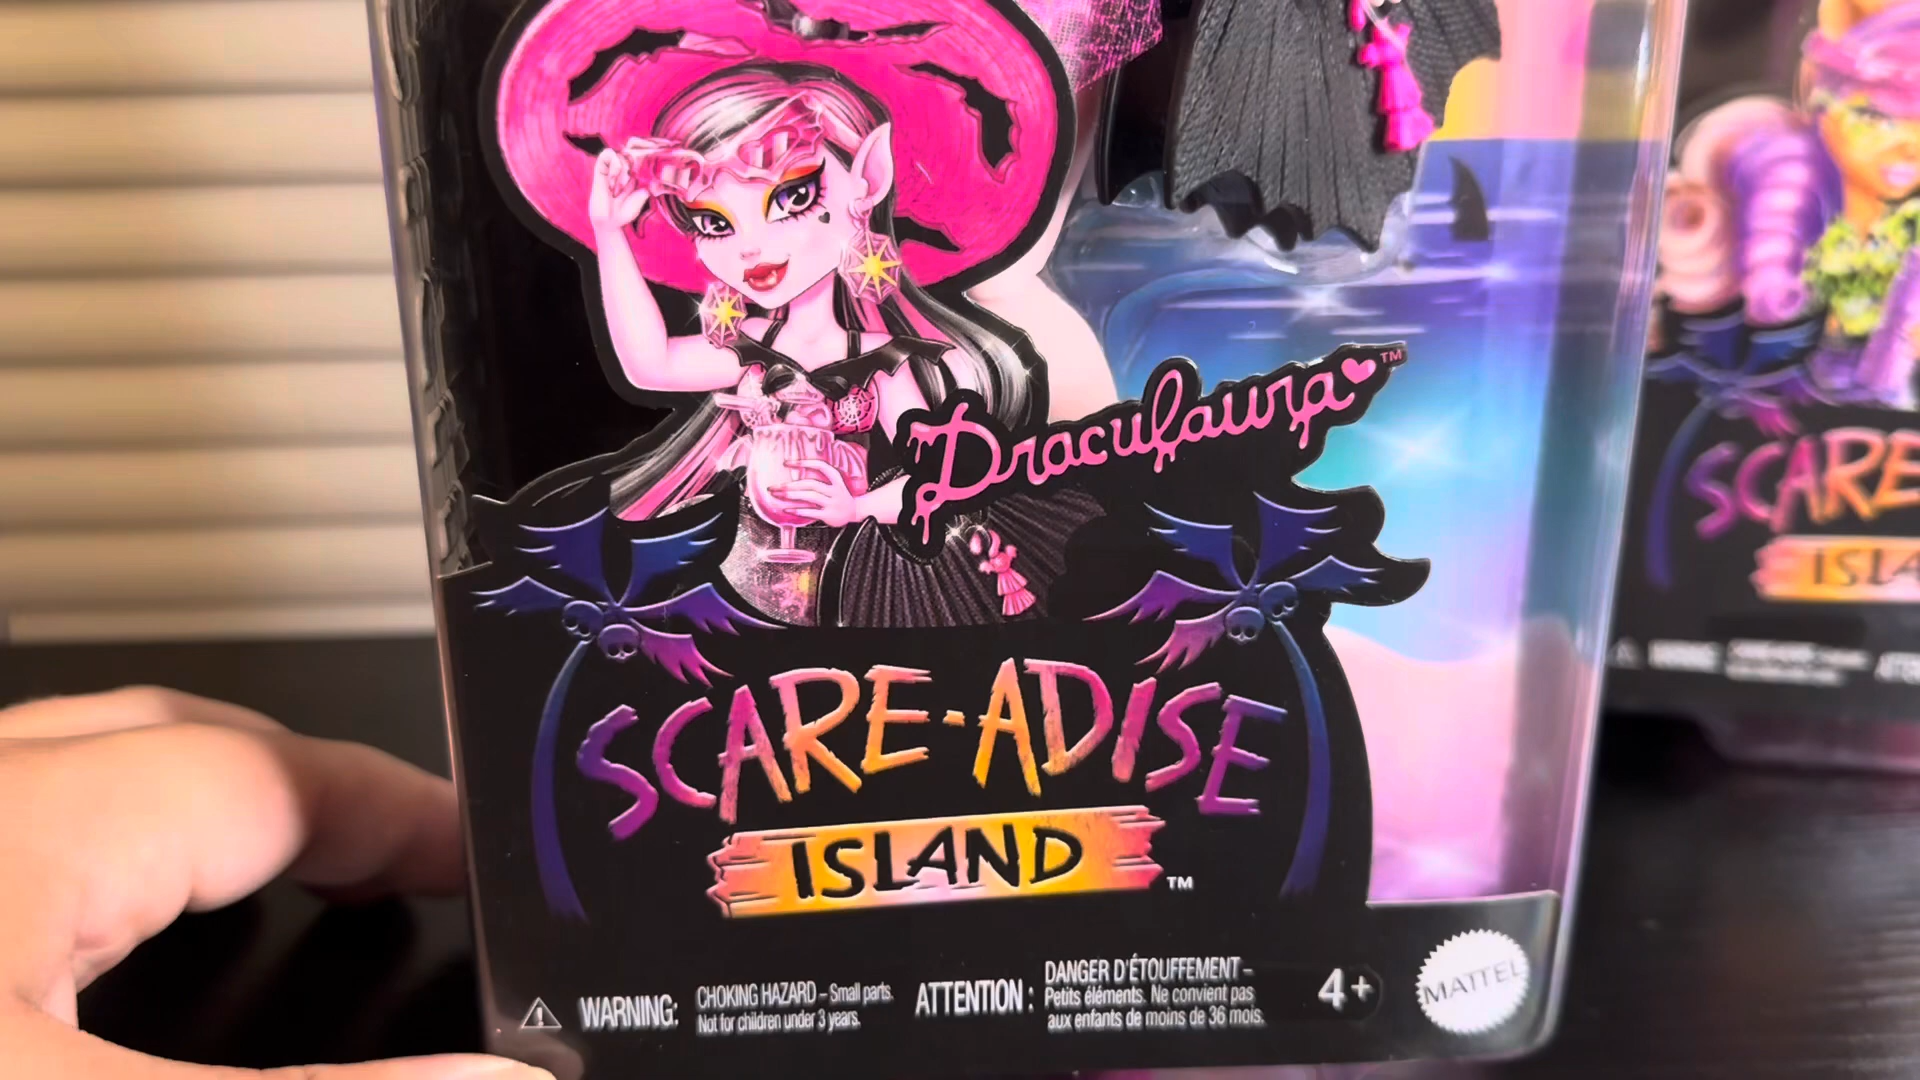 Draculaura™
SCARE-ADISE
ISLAND™
WARNING: CHOKING HAZARD – Small parts.
Not for children under 3 years.
ATTENTION : DANGER D'ÉTOUFFEMENT –
Petits éléments. Ne convient pas
aux enfants de moins de 36 mois.
4+
MATTEL
SCARE
ISLA